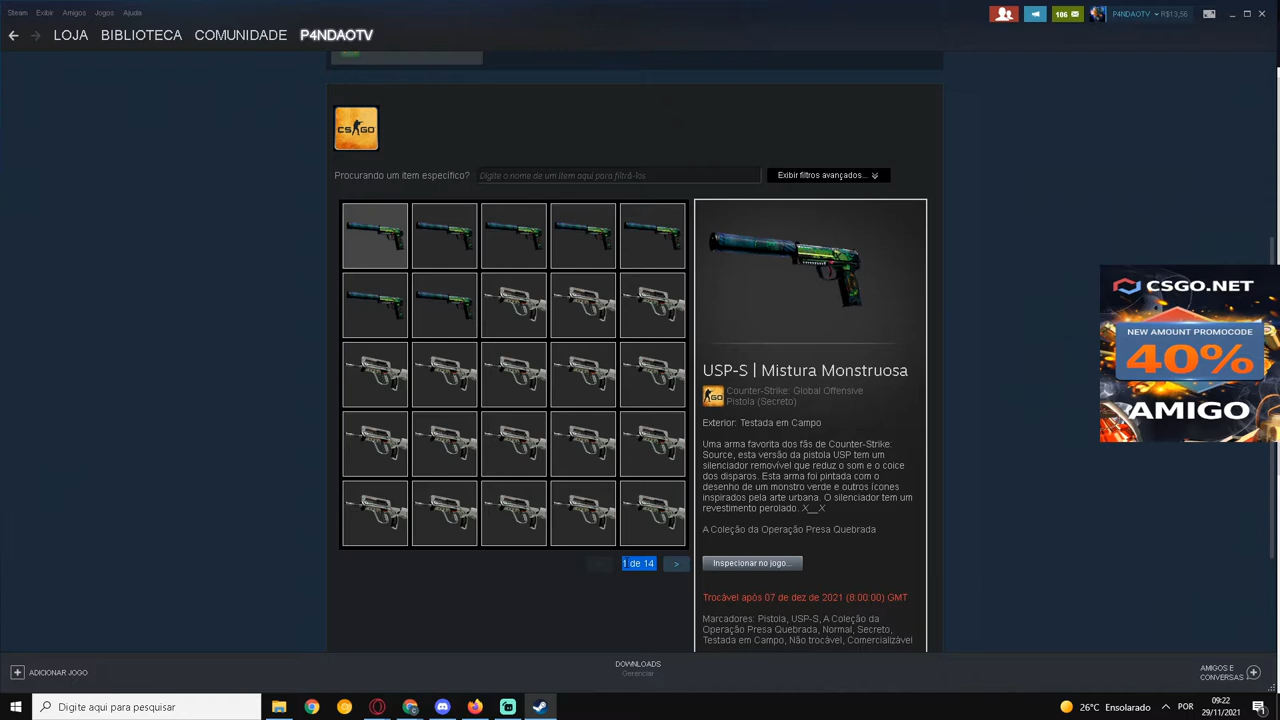 Steam Exibir Amigos Jogos Ajuda
106
P4NDAOTV R$13,56
LOJA BIBLIOTECA COMUNIDADE P4NDAOTV
CS GO
Procurando um item específico? Digite o nome de um item aqui para filtrá-los Exibir filtros avançados...
USP-S | Mistura Monstruosa
GO
Counter-Strike: Global Offensive
Pistola (Secreto)
Exterior: Testada em Campo
Uma arma favorita dos fãs de Counter-Strike:
Source, esta versão da pistola USP tem um
silenciador removível que reduz o som e o coice
dos disparos. Esta arma foi pintada com o
desenho de um monstro verde e outros ícones
inspirados pela arte urbana. O silenciador tem um
revestimento perolado. X__X
A Coleção da Operação Presa Quebrada
1 de 14 >
Inspecionar no jogo...
Trocável após 07 de dez de 2021 (8:00:00) GMT
Marcadores: Pistola, USP-S, A Coleção da
Operação Presa Quebrada, Normal, Secreto,
Testada em Campo, Não trocável, Comercializável
CSGO.NET
NEW AMOUNT PROMOCODE
40%
AMIGO
ADICIONAR JOGO
DOWNLOADS
Gerenciar
AMIGOS E
CONVERSAS
Digite aqui para pesquisar
26°C Ensolarado
POR
09:22
29/11/2021